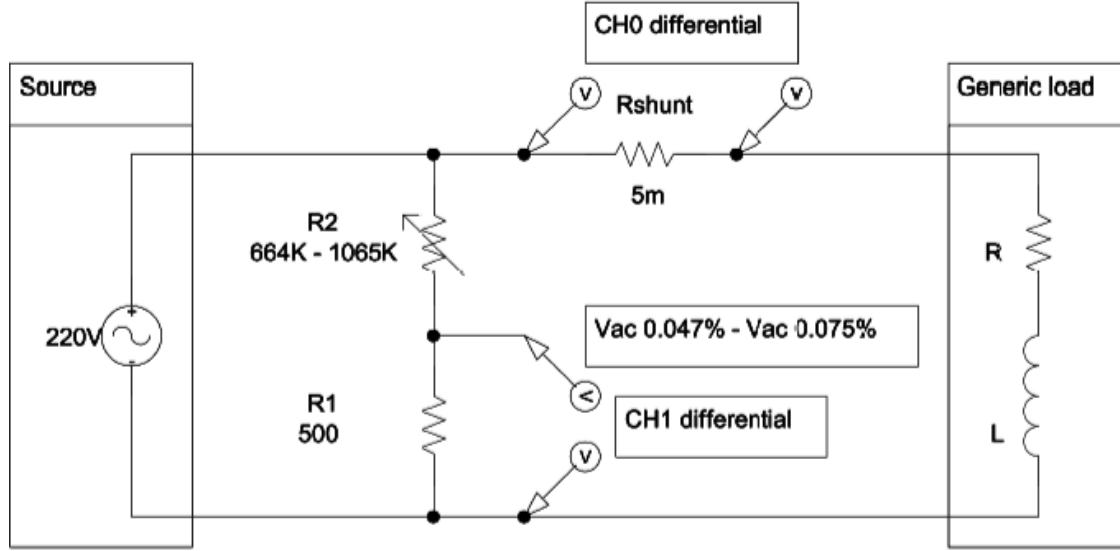 CH0 differential
Source
Generic load
V
V
Rshunt
5m
R2
664K - 1065K
R
+
220V
-
Vac 0.047% - Vac 0.075%
V
R1
500
CH1 differential
L
V